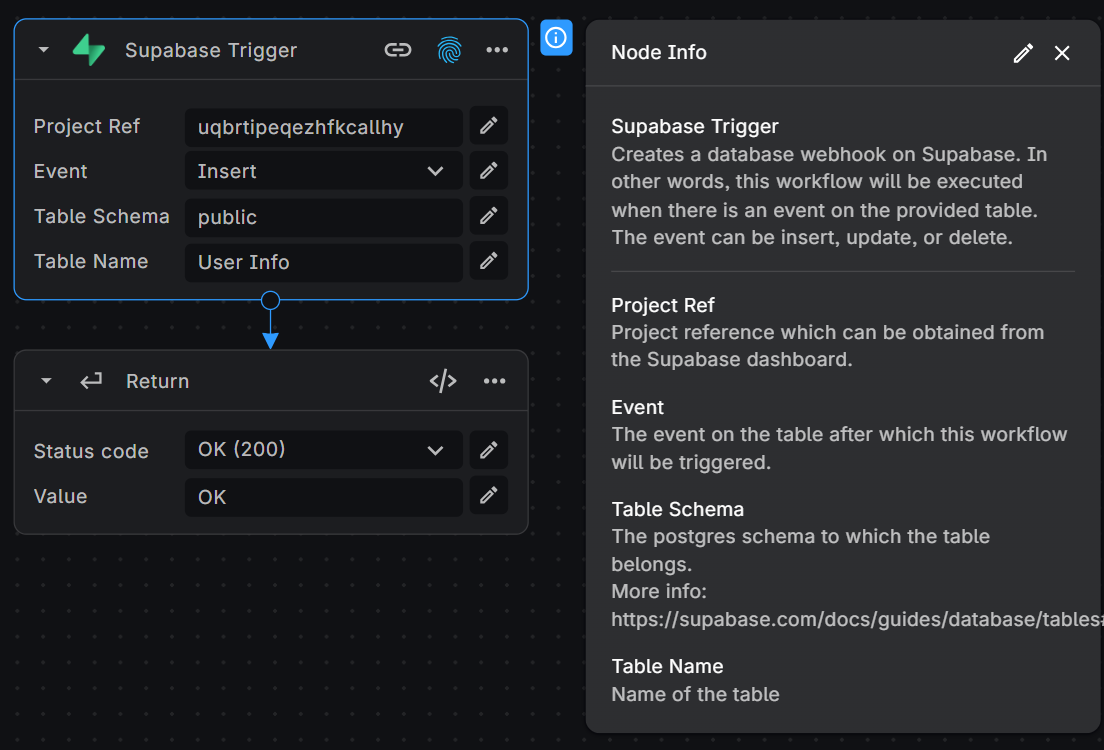 Supabase Trigger
Project Ref
uqbrtipeqezhfkcallhy
Event
Insert
Table Schema
public
Table Name
User Info
Return
Status code
OK (200)
Value
OK
Node Info
Supabase Trigger
Creates a database webhook on Supabase. In
other words, this workflow will be executed
when there is an event on the provided table.
The event can be insert, update, or delete.
Project Ref
Project reference which can be obtained from
the Supabase dashboard.
Event
The event on the table after which this workflow
will be triggered.
Table Schema
The postgres schema to which the table
belongs.
More info:
https://supabase.com/docs/guides/database/tables#
Table Name
Name of the table